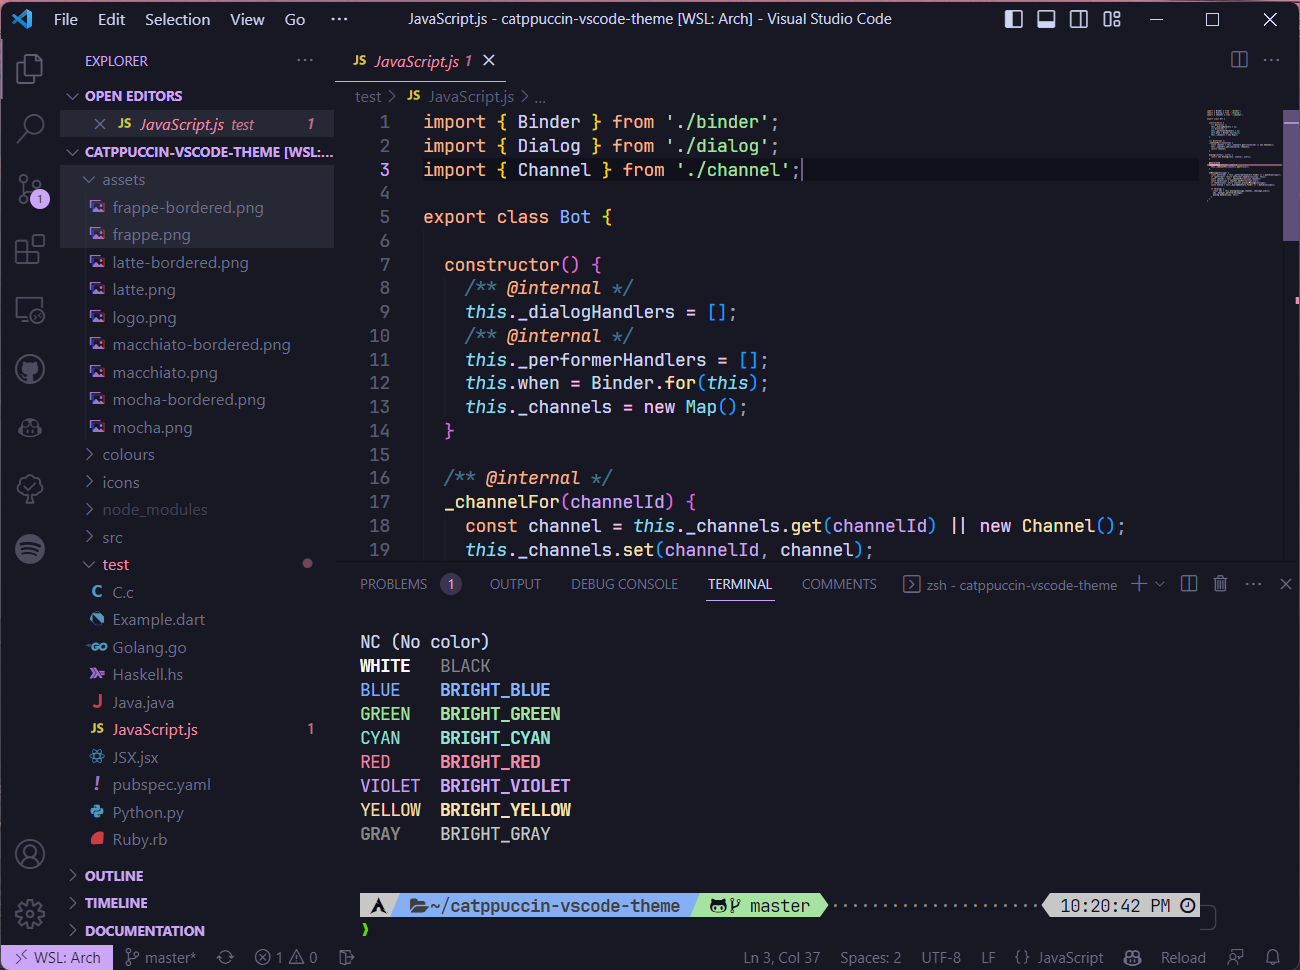 File Edit Selection View Go ···
JavaScript.js - catppuccin-vscode-theme [WSL: Arch] - Visual Studio Code
EXPLORER
OPEN EDITORS
JS JavaScript.js test 1
CATPPUCCIN-VSCODE-THEME [WSL:...
assets
frappe-bordered.png
frappe.png
latte-bordered.png
latte.png
logo.png
macchiato-bordered.png
macchiato.png
mocha-bordered.png
mocha.png
colours
icons
node_modules
src
test
C C.c
Example.dart
GO Golang.go
Haskell.hs
J Java.java
JS JavaScript.js 1
JSX.jsx
! pubspec.yaml
Python.py
Ruby.rb
OUTLINE
TIMELINE
DOCUMENTATION
1
JS JavaScript.js 1
test > JS JavaScript.js > ...
1 import { Binder } from './binder';
2 import { Dialog } from './dialog';
3 import { Channel } from './channel';
4
5 export class Bot {
6
7 constructor() {
8 /** @internal */
9 this._dialogHandlers = [];
10 /** @internal */
11 this._performerHandlers = [];
12 this.when = Binder.for(this);
13 this._channels = new Map();
14 }
15
16 /** @internal */
17 _channelFor(channelId) {
18 const channel = this._channels.get(channelId) || new Channel();
19 this._channels.set(channelId, channel);
PROBLEMS 1 OUTPUT DEBUG CONSOLE TERMINAL COMMENTS zsh - catppuccin-vscode-theme
NC (No color)
WHITE BLACK
BLUE BRIGHT_BLUE
GREEN BRIGHT_GREEN
CYAN BRIGHT_CYAN
RED BRIGHT_RED
VIOLET BRIGHT_VIOLET
YELLOW BRIGHT_YELLOW
GRAY BRIGHT_GRAY
~/catppuccin-vscode-theme master 10:20:42 PM
❯
WSL: Arch master* 1 0 Ln 3, Col 37 Spaces: 2 UTF-8 LF {} JavaScript Reload